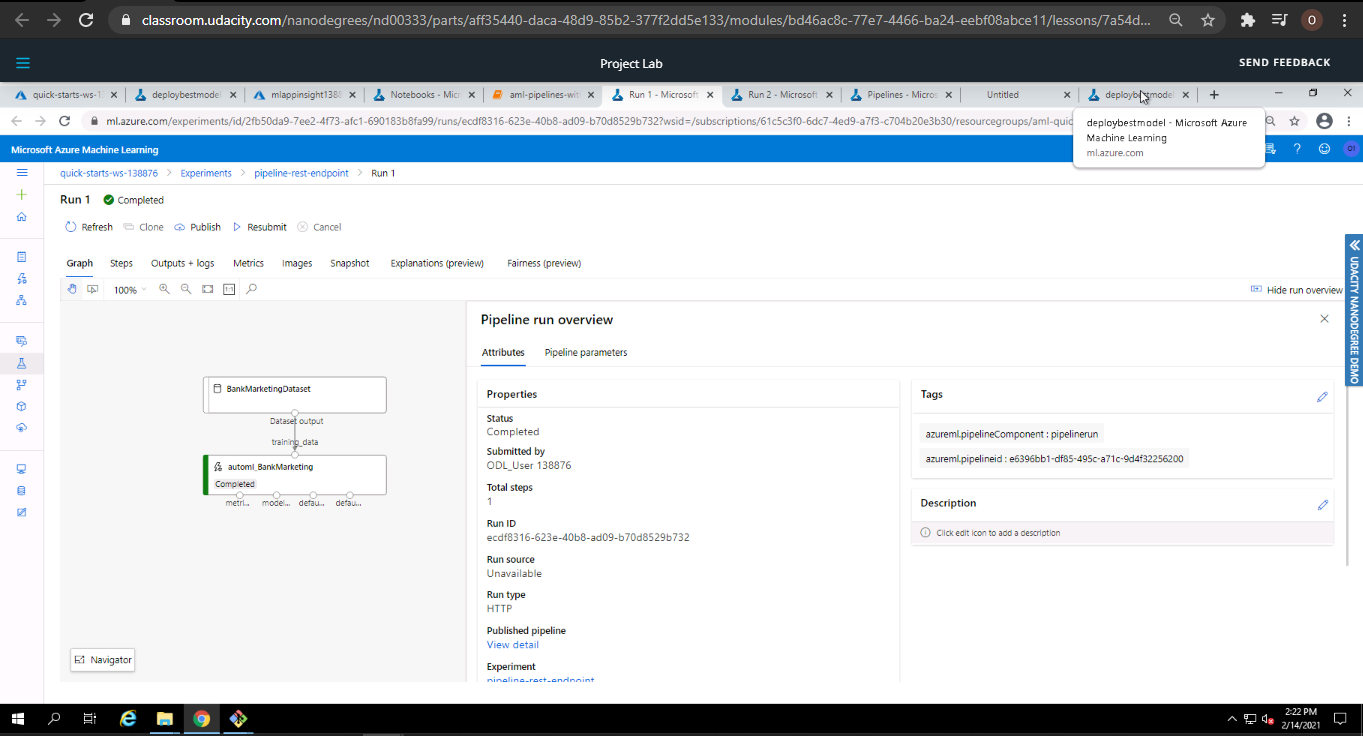 classroom.udacity.com/nanodegrees/nd00333/parts/aff35440-daca-48d9-85b2-377f2dd5e133/modules/bd46ac8c-77e7-4466-ba24-eebf08abce11/lessons/7a54d...
O
Project Lab
SEND FEEDBACK
quick-starts-ws-1
deploybestmodel
mlappinsight1388
Notebooks - Mic
aml-pipelines-wit
Run 1 - Microsoft
Run 2 - Microsoft
Pipelines - Micros
Untitled
deploybestmodel
ml.azure.com/experiments/id/2fb50da9-7ee2-4f73-afc1-690183b8fa99/runs/ecdf8316-623e-40b8-ad09-b70d8529b732?wsid=/subscriptions/61c5c3f0-6dc7-4ed9-a7f3-c704b20e3b30/resourcegroups/aml-quic
deploybestmodel - Microsoft Azure
Machine Learning
ml.azure.com
Microsoft Azure Machine Learning
quick-starts-ws-138876 > Experiments > pipeline-rest-endpoint > Run 1
Run 1 Completed
Refresh Clone Publish Resubmit Cancel
Graph Steps Outputs + logs Metrics Images Snapshot Explanations (preview) Fairness (preview)
100%
Hide run overview
UDACITY NANODEGREE DEMO
BankMarketingDataset
Dataset output
training_data
automl_BankMarketing
Completed
metri... model... defau... defau...
Navigator
Pipeline run overview
Attributes Pipeline parameters
Properties
Status
Completed
Submitted by
ODL_User 138876
Total steps
1
Run ID
ecdf8316-623e-40b8-ad09-b70d8529b732
Run source
Unavailable
Run type
HTTP
Published pipeline
View detail
Experiment
pipeline-rest-endpoint
Tags
azureml.pipelineComponent : pipelinerun
azureml.pipelineid : e6396bb1-df85-495c-a71c-9d4f32256200
Description
Click edit icon to add a description
2:22 PM
2/14/2021